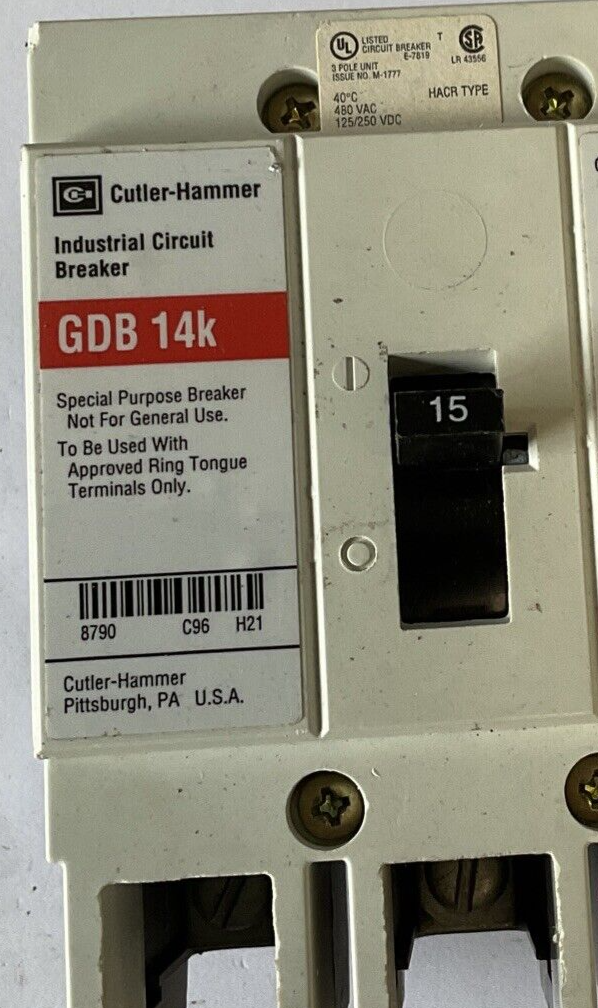 UL LISTED
CIRCUIT BREAKER
E-7819
T
SA
LR 43556
3 POLE UNIT
ISSUE NO. M-1777
40°C
HACR TYPE
480 VAC
125/250 VDC
Cutler-Hammer
Industrial Circuit
Breaker
GDB 14k
Special Purpose Breaker
Not For General Use.
To Be Used With
Approved Ring Tongue
Terminals Only.
8790 C96 H21
Cutler-Hammer
Pittsburgh, PA U.S.A.
15